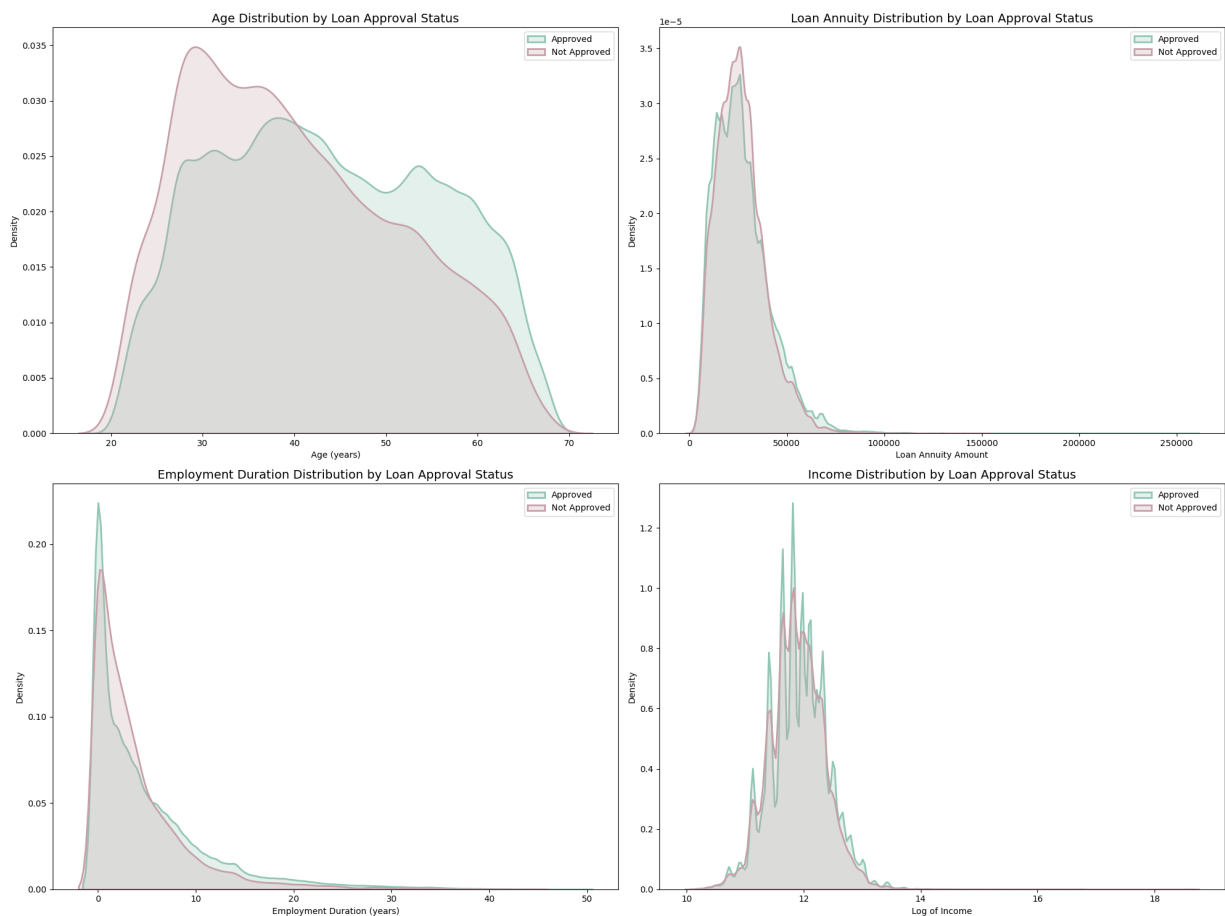 Age Distribution by Loan Approval Status
Approved
Not Approved
0.035
0.030
0.025
0.020
0.015
0.010
0.005
0.000
Density
20
30
40
50
60
70
Age (years)
Loan Annuity Distribution by Loan Approval Status
1e−5
Approved
Not Approved
3.5
3.0
2.5
2.0
1.5
1.0
0.5
0.0
Density
0
50000
100000
150000
200000
250000
Loan Annuity Amount
Employment Duration Distribution by Loan Approval Status
Approved
Not Approved
0.20
0.15
0.10
0.05
0.00
Density
0
10
20
30
40
50
Employment Duration (years)
Income Distribution by Loan Approval Status
Approved
Not Approved
1.2
1.0
0.8
0.6
0.4
0.2
0.0
Density
10
12
14
16
18
Log of Income